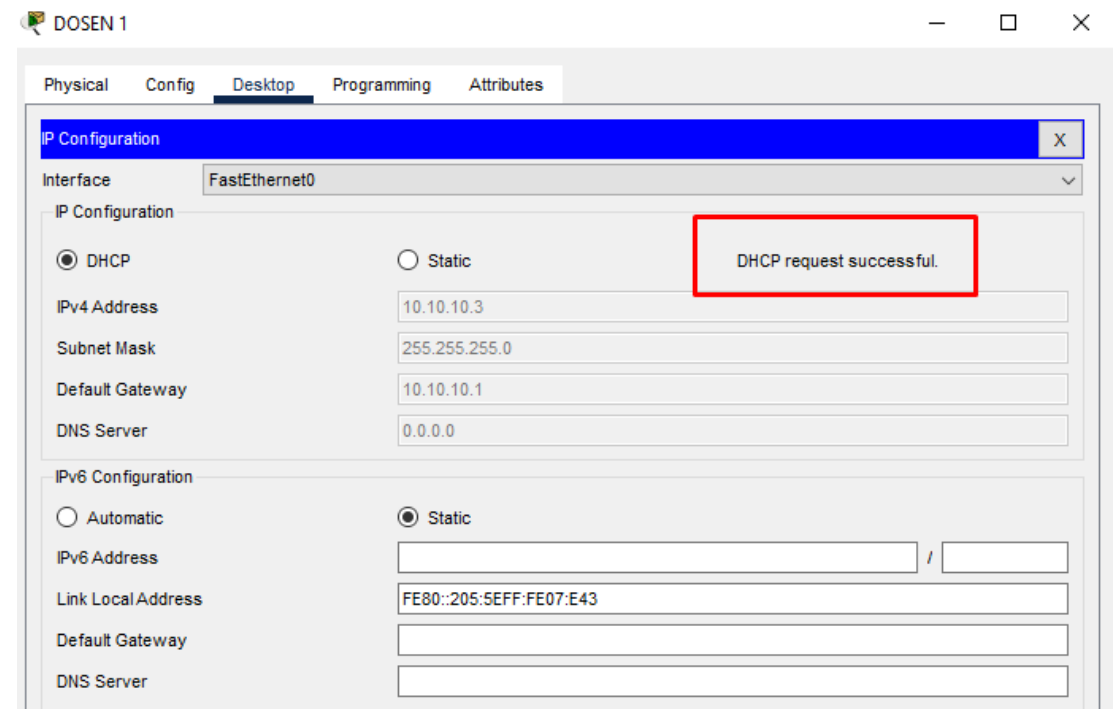 DOSEN 1
Physical Config Desktop Programming Attributes
IP Configuration X
Interface FastEthernet0
IP Configuration
DHCP Static DHCP request successful.
IPv4 Address 10.10.10.3
Subnet Mask 255.255.255.0
Default Gateway 10.10.10.1
DNS Server 0.0.0.0
IPv6 Configuration
Automatic Static
IPv6 Address /
Link Local Address FE80::205:5EFF:FE07:E43
Default Gateway
DNS Server